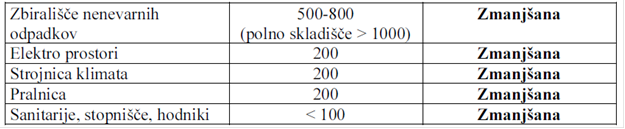 Zbirališče nenevarnih 500-800 Zmanjšana
odpadkov (polno skladišče > 1000)
Elektro prostori 200 Zmanjšana
Strojnica klimata 200 Zmanjšana
Pralnica 200 Zmanjšana
Sanitarije, stopnišče, hodniki < 100 Zmanjšana